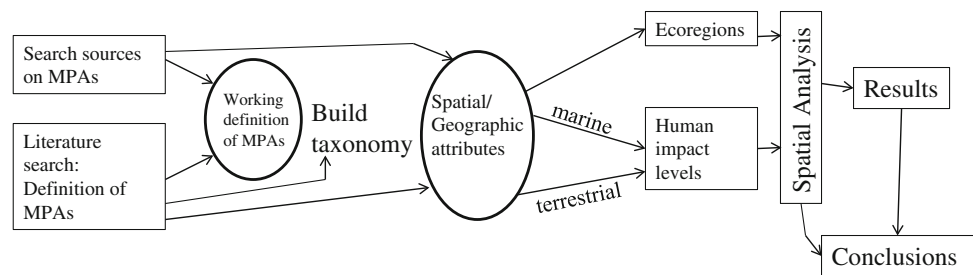 Search sources
on MPAs
Literature
search:
Definition of
MPAs
Working
definition
of MPAs
Build
taxonomy
Spatial/
Geographic
attributes
marine
terrestrial
Ecoregions
Human
impact
levels
Spatial Analysis
Results
Conclusions